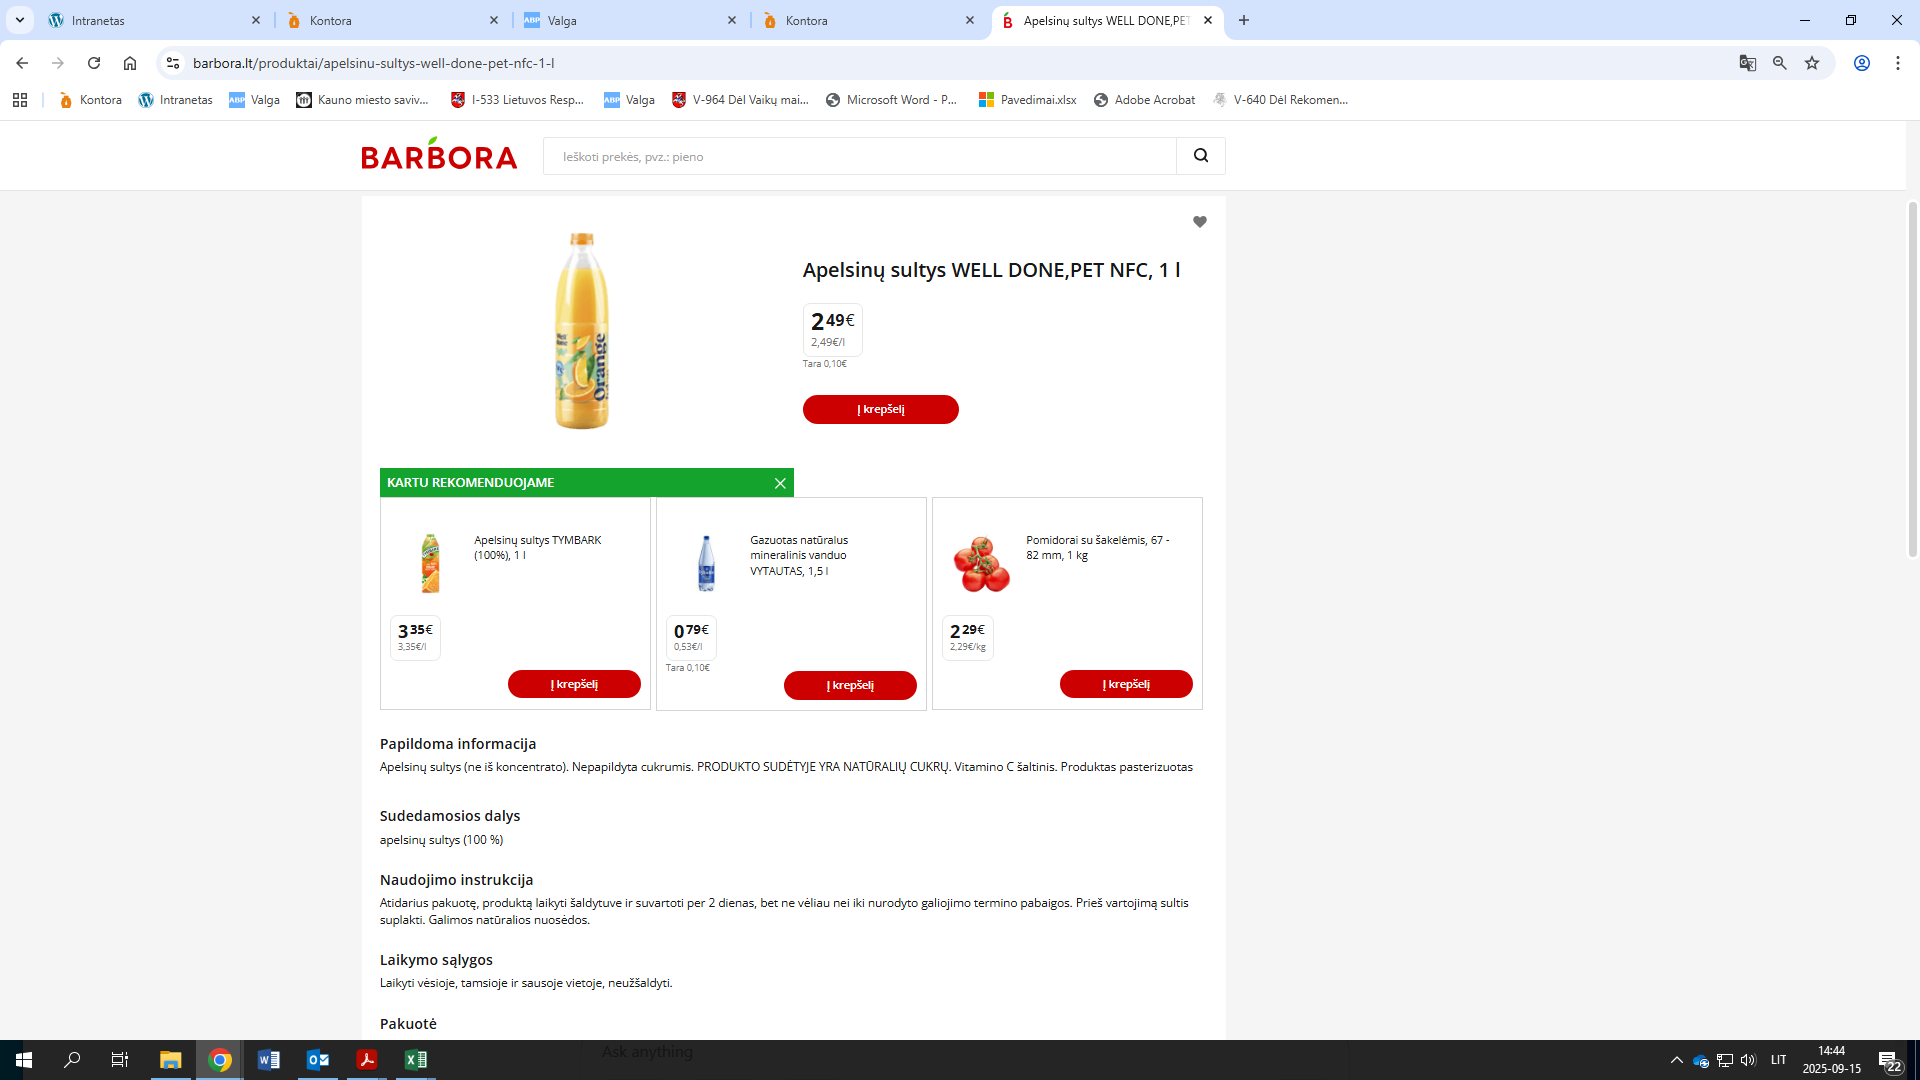 Intranetas
Kontora
Valga
Kontora
Apelsinų sultys WELL DONE,PET
barbora.lt/produktai/apelsinu-sultys-well-done-pet-nfc-1-l
Kontora
Intranetas
Valga
Kauno miesto saviv...
I-533 Lietuvos Resp...
Valga
V-964 Dėl Vaikų mai...
Microsoft Word - P...
Pavedimai.xlsx
Adobe Acrobat
V-640 Dėl Rekomen...
BARBORA
Ieškoti prekės, pvz.: pieno
Orange
Apelsinų sultys WELL DONE,PET NFC, 1 l
2 49€
2,49€/l
Tara 0,10€
Į krepšelį
KARTU REKOMENDUOJAME
Apelsinų sultys TYMBARK
(100%), 1 l
3 35€
3,35€/l
Į krepšelį
Gazuotas natūralus
mineralinis vanduo
VYTAUTAS, 1,5 l
0 79€
0,53€/l
Tara 0,10€
Į krepšelį
Pomidorai su šakelėmis, 67 -
82 mm, 1 kg
2 29€
2,29€/kg
Į krepšelį
Papildoma informacija
Apelsinų sultys (ne iš koncentrato). Nepapildyta cukrumis. PRODUKTO SUDĖTYJE YRA NATŪRALIŲ CUKRŲ. Vitamino C šaltinis. Produktas pasterizuotas
Sudedamosios dalys
apelsinų sultys (100 %)
Naudojimo instrukcija
Atidarius pakuotę, produktą laikyti šaldytuve ir suvartoti per 2 dienas, bet ne vėliau nei iki nurodyto galiojimo termino pabaigos. Prieš vartojimą sultis
suplakti. Galimos natūralios nuosėdos.
Laikymo sąlygos
Laikyti vėsioje, tamsioje ir sausoje vietoje, neužšaldyti.
Pakuotė
Ask anything
LIT
14:44
2025-09-15
22